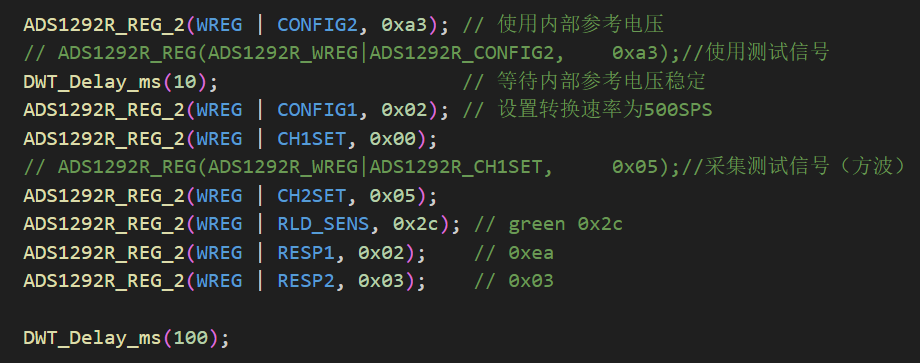 ADS1292R_REG_2(WREG | CONFIG2, 0xa3); // 使用内部参考电压
// ADS1292R_REG(ADS1292R_WREG|ADS1292R_CONFIG2,    0xa3);//使用测试信号
DWT_Delay_ms(10);                     // 等待内部参考电压稳定
ADS1292R_REG_2(WREG | CONFIG1, 0x02); // 设置转换速率为500SPS
ADS1292R_REG_2(WREG | CH1SET, 0x00);
// ADS1292R_REG(ADS1292R_WREG|ADS1292R_CH1SET,     0x05);//采集测试信号（方波）
ADS1292R_REG_2(WREG | CH2SET, 0x05);
ADS1292R_REG_2(WREG | RLD_SENS, 0x2c); // green 0x2c
ADS1292R_REG_2(WREG | RESP1, 0x02);    // 0xea
ADS1292R_REG_2(WREG | RESP2, 0x03);    // 0x03
DWT_Delay_ms(100);